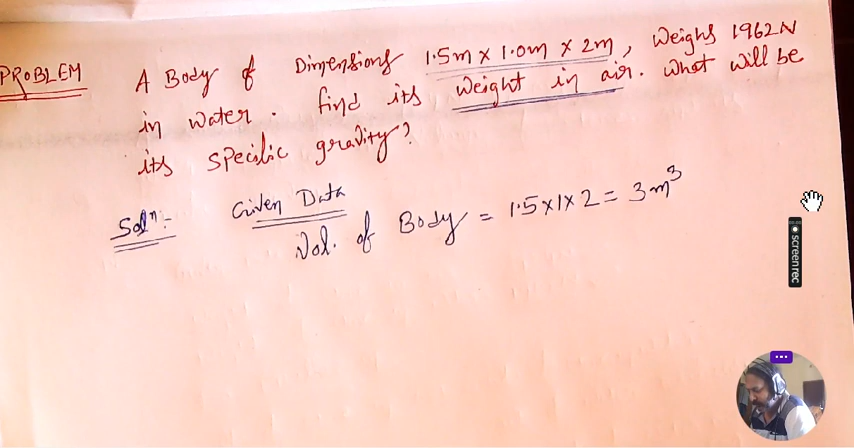 PROBLEM A Body of Dimensions 1.5m x 1.0m x 2m, weighs 1962N
in water. find its weight in air. what will be
its specific gravity?
Solⁿ:- Given Data
Vol. of Body = 1.5x1x2 = 3m³
screenrec